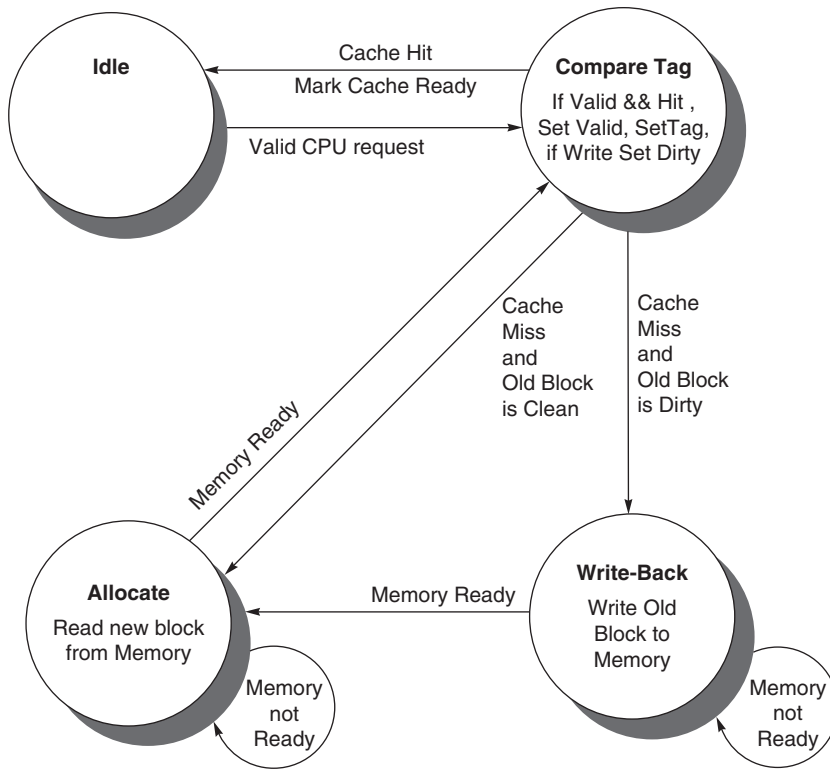 Idle
Cache Hit
Mark Cache Ready
Valid CPU request
Compare Tag
If Valid && Hit ,
Set Valid, SetTag,
if Write Set Dirty
Cache
Miss
and
Old Block
is Clean
Cache
Miss
and
Old Block
is Dirty
Memory Ready
Allocate
Read new block
from Memory
Memory
not
Ready
Memory Ready
Write-Back
Write Old
Block to
Memory
Memory
not
Ready